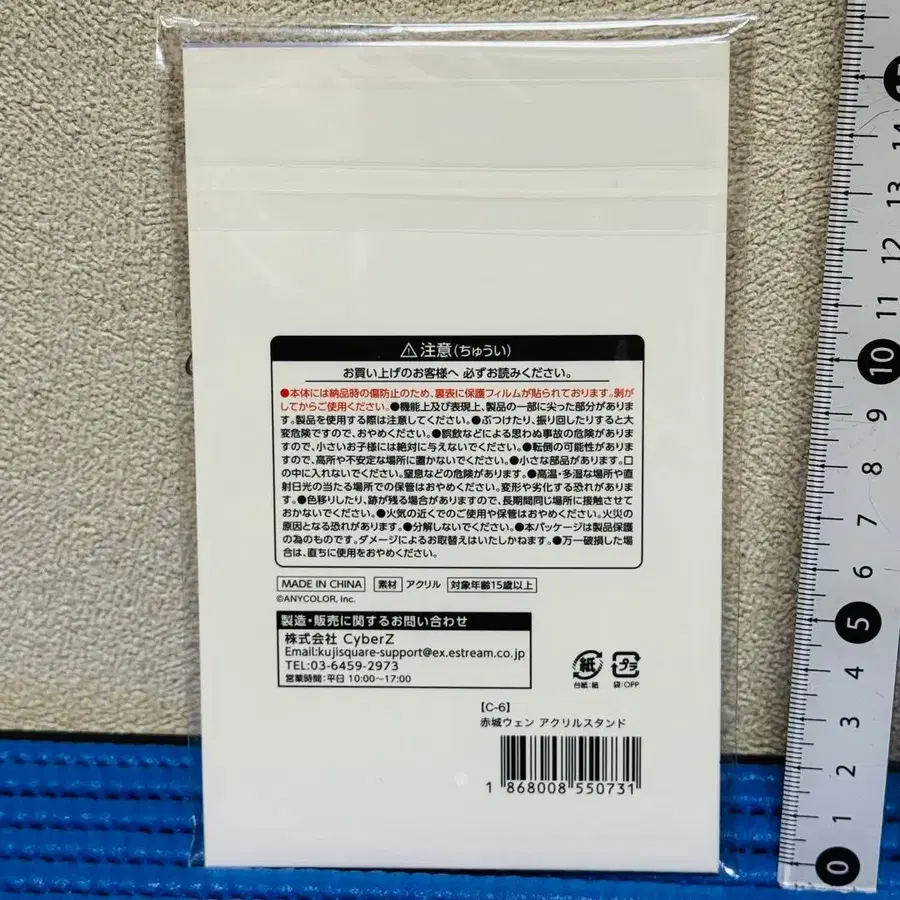 ⚠注意(ちゅうい)
お買い上げのお客様へ 必ずお読みください。
●本体には納品時の傷防止のため、裏表に保護フィルムが貼られております。剥が
してからご使用ください。●機能上及び表現上、製品の一部に尖った部分がありま
す。製品を使用する際は注意してください。●ぶつけたり、振り回したりすると大
変危険ですので、おやめください。●誤飲などによる思わぬ事故の危険がありま
すので、小さいお子様には絶対に与えないでください。●転倒の可能性がありま
すので、高所や不安定な場所に置かないでください。●小さな部品があります。口
の中に入れないでください。窒息などの危険があります。●高温・多湿な場所や直
射日光の当たる場所での保管はおやめください。変形や劣化する恐れがありま
す。●色移りしたり、跡が残る場合がありますので、長期間同じ場所に接触させて
おかないでください。●火気の近くでのご使用や保管はおやめください。火災の
原因となる恐れがあります。●分解しないでください。●本パッケージは製品保護
の為のものです。ダメージによるお取替えはいたしかねます。●万一破損した場
合は、直ちに使用をおやめください。
MADE IN CHINA 素材 アクリル 対象年齢15歳以上
©ANYCOLOR, Inc.
製造・販売に関するお問い合わせ
株式会社 CyberZ
Email:kujisquare-support@ex.estream.co.jp
TEL:03-6459-2973
営業時間:平日 10:00〜17:00
紙 プラ
台紙:紙 袋:OPP
【C-6】
赤城ウェン アクリルスタンド
1 868008 550731
14
13
12
11
10
9
8
7
6
5
4
3
2
1
0